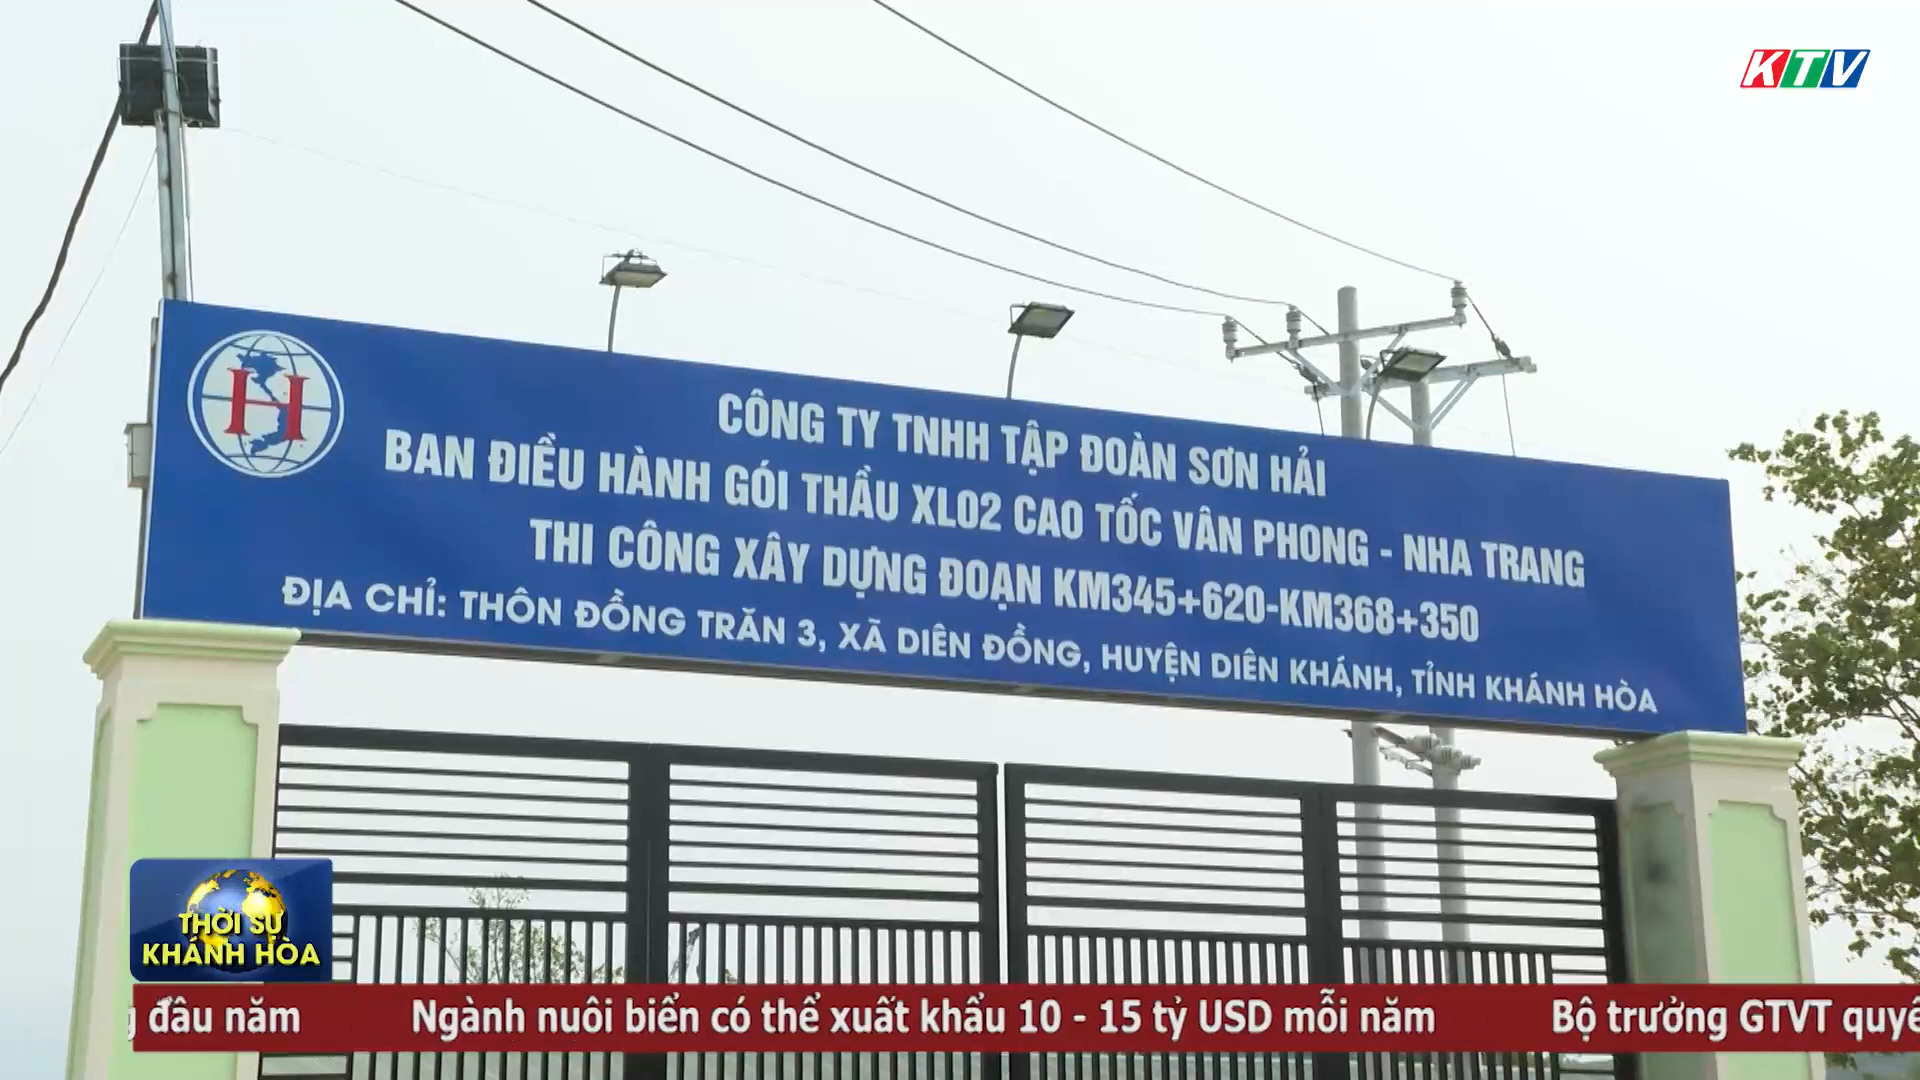 KTV
H
CÔNG TY TNHH TẬP ĐOÀN SƠN HẢI
BAN ĐIỀU HÀNH GÓI THẦU XL02 CAO TỐC VÂN PHONG - NHA TRANG
THI CÔNG XÂY DỰNG ĐOẠN KM345+620-KM368+350
ĐỊA CHỈ: THÔN ĐỒNG TRĂN 3, XÃ DIÊN ĐỒNG, HUYỆN DIÊN KHÁNH, TỈNH KHÁNH HÒA
THỜI SỰ
KHÁNH HÒA
đầu năm Ngành nuôi biển có thể xuất khẩu 10 - 15 tỷ USD mỗi năm Bộ trưởng GTVT